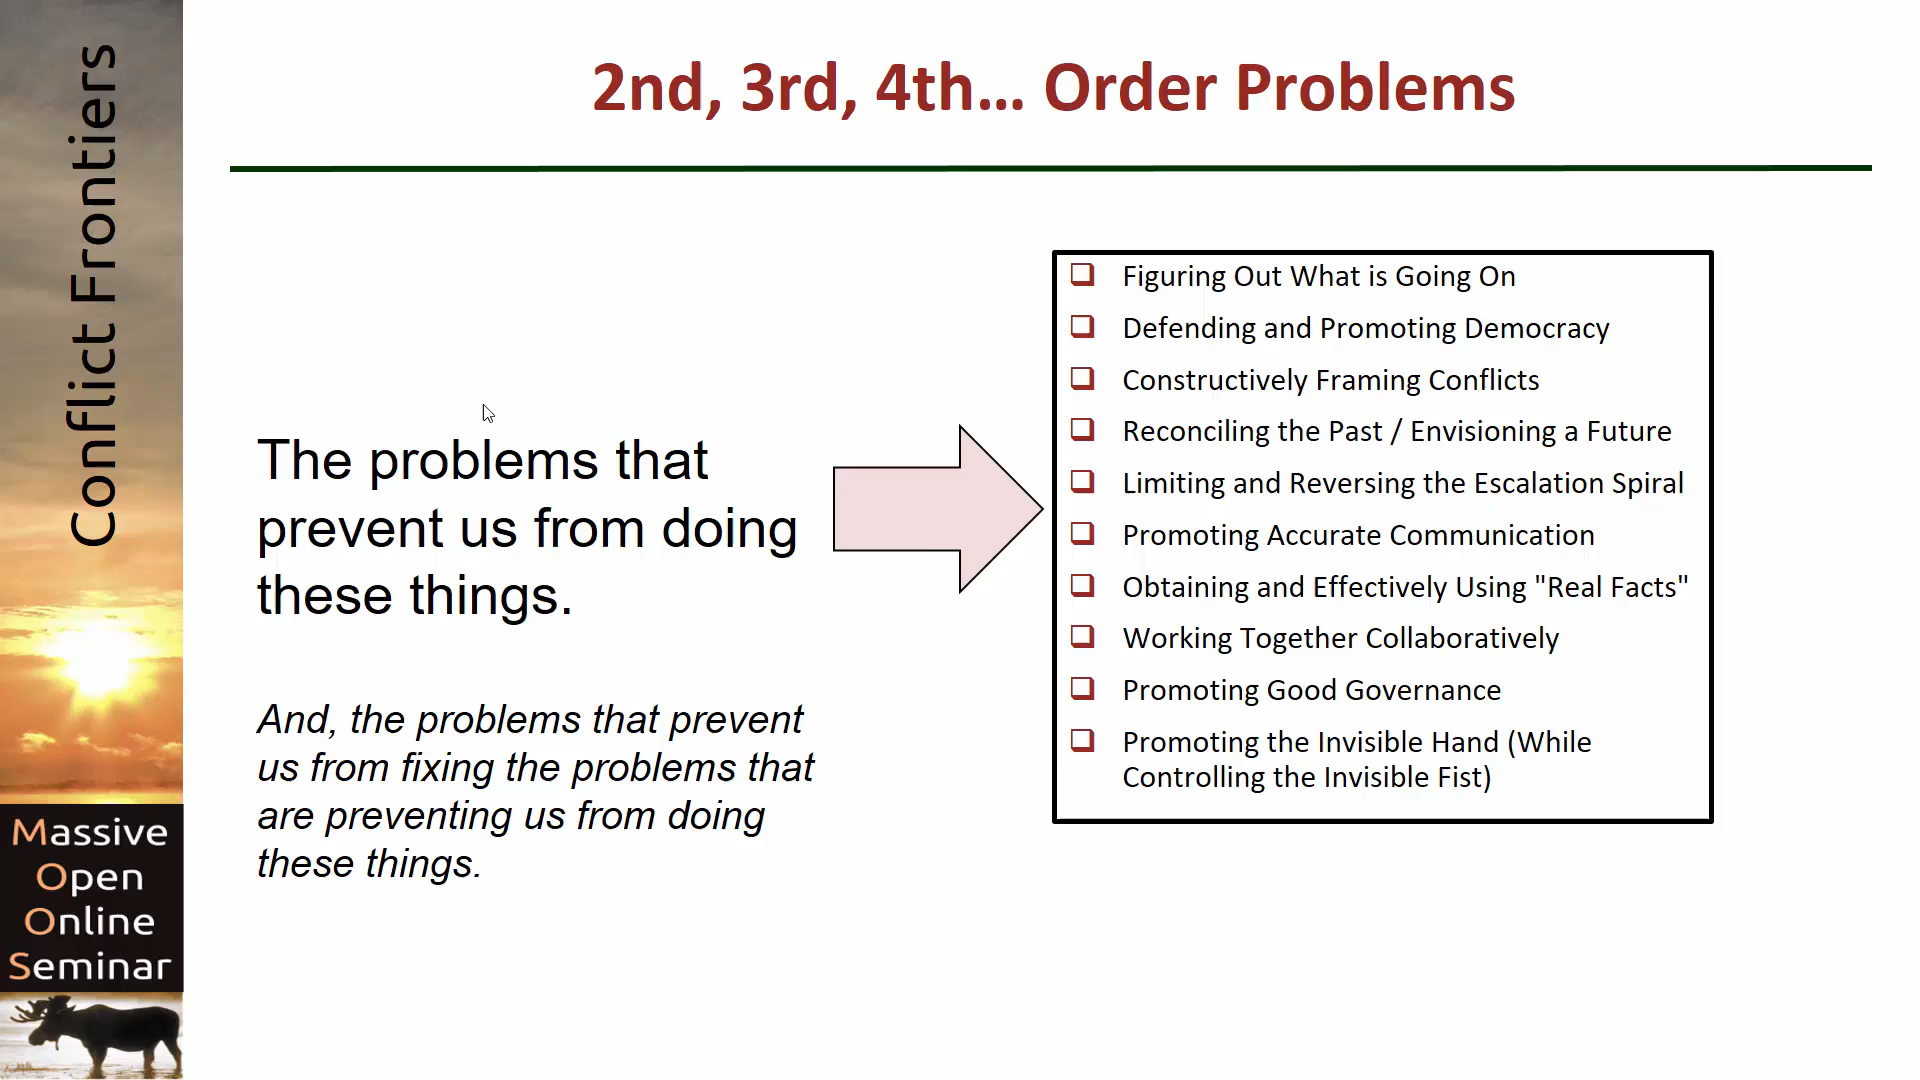 Conflict Frontiers
Massive
Open
Online
Seminar
2nd, 3rd, 4th… Order Problems
The problems that
prevent us from doing
these things.
And, the problems that prevent
us from fixing the problems that
are preventing us from doing
these things.
Figuring Out What is Going On
Defending and Promoting Democracy
Constructively Framing Conflicts
Reconciling the Past / Envisioning a Future
Limiting and Reversing the Escalation Spiral
Promoting Accurate Communication
Obtaining and Effectively Using "Real Facts"
Working Together Collaboratively
Promoting Good Governance
Promoting the Invisible Hand (While
Controlling the Invisible Fist)